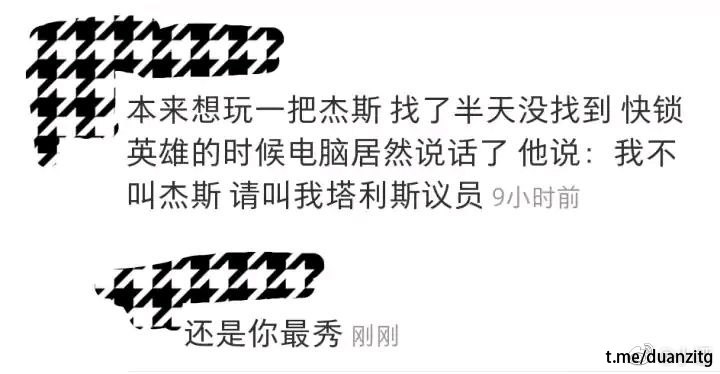 本来想玩一把杰斯 找了半天没找到 快锁
英雄的时候电脑居然说话了 他说：我不
叫杰斯 请叫我塔利斯议员 9小时前
还是你最秀 刚刚
t.me/duanzitg